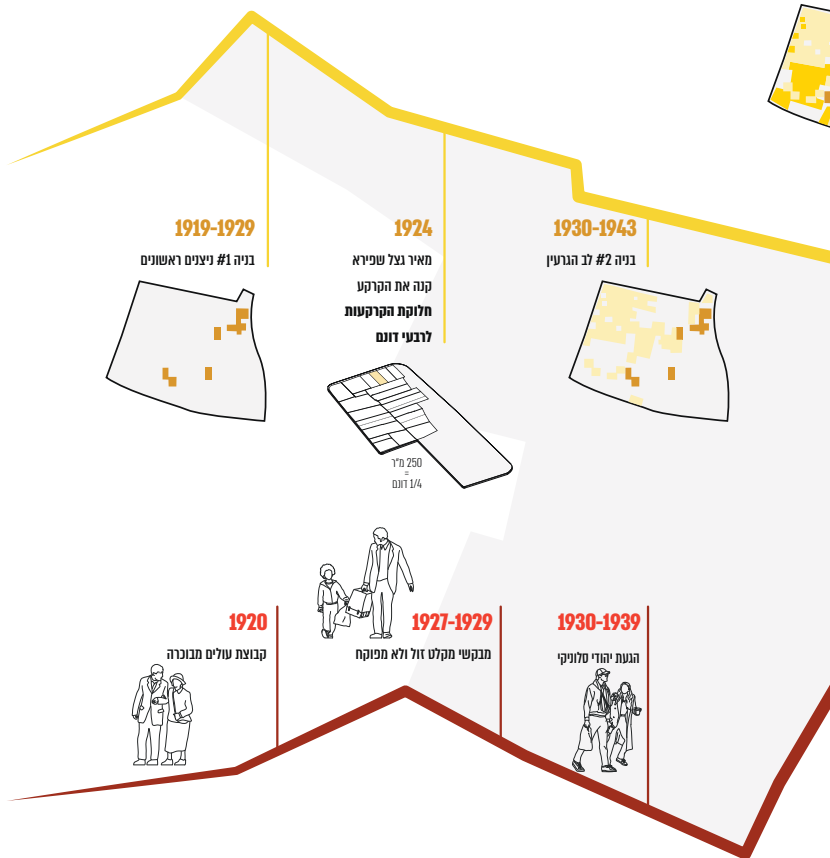 1919-1929
בניה #1 ניצנים ראשונים
1924
מאיר גצל שפירא
קנה את הקרקע
חלוקת הקרקעות
לרבעי דונם
250 מ"ר
=
1/4 דונם
1930-1943
בניה #2 לב הגרעין
1920
קבוצת עולים מבוכרה
1927-1929
מבקשי מקלט זול ולא מפוקח
1930-1939
הגעת יהודי סלוניקי